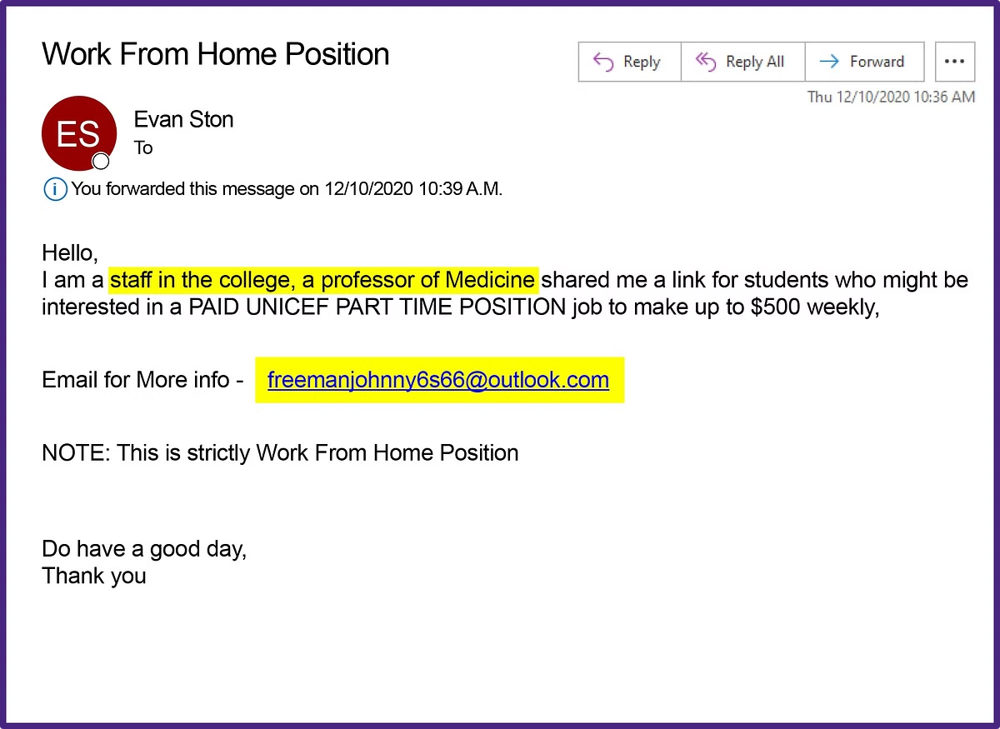 Work From Home Position
Reply
Reply All
Forward
Thu 12/10/2020 10:36 AM
ES
Evan Ston
To
You forwarded this message on 12/10/2020 10:39 A.M.
Hello,
I am a staff in the college, a professor of Medicine shared me a link for students who might be
interested in a PAID UNICEF PART TIME POSITION job to make up to $500 weekly,
Email for More info - freemanjohnny6s66@outlook.com
NOTE: This is strictly Work From Home Position
Do have a good day,
Thank you